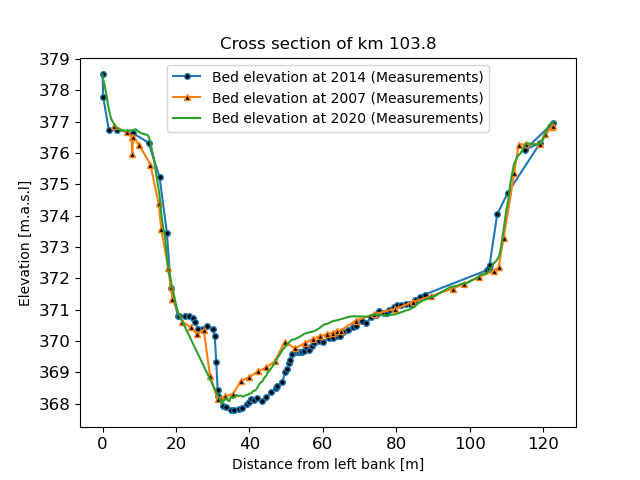 Cross section of km 103.8
Bed elevation at 2014 (Measurements)
Bed elevation at 2007 (Measurements)
Bed elevation at 2020 (Measurements)
Elevation [m.a.s.l]
379
378
377
376
375
374
373
372
371
370
369
368
0 20 40 60 80 100 120
Distance from left bank [m]